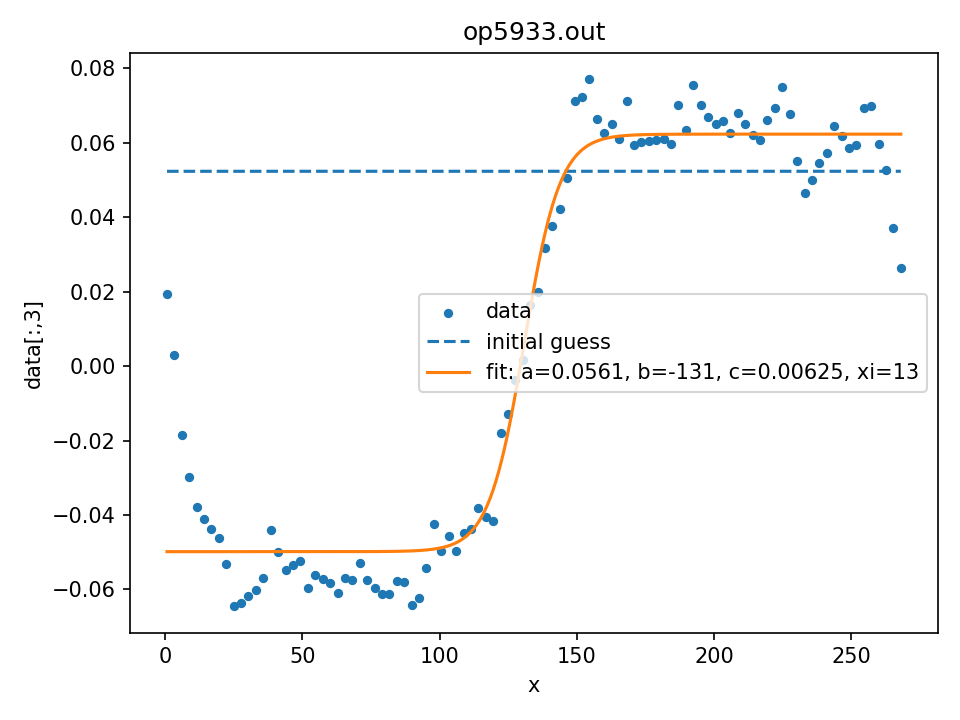 op5933.out
0.08
0.06
0.04
0.02
0.00
−0.02
−0.04
−0.06
data[:,3]
data
initial guess
fit: a=0.0561, b=-131, c=0.00625, xi=13
0 50 100 150 200 250
x